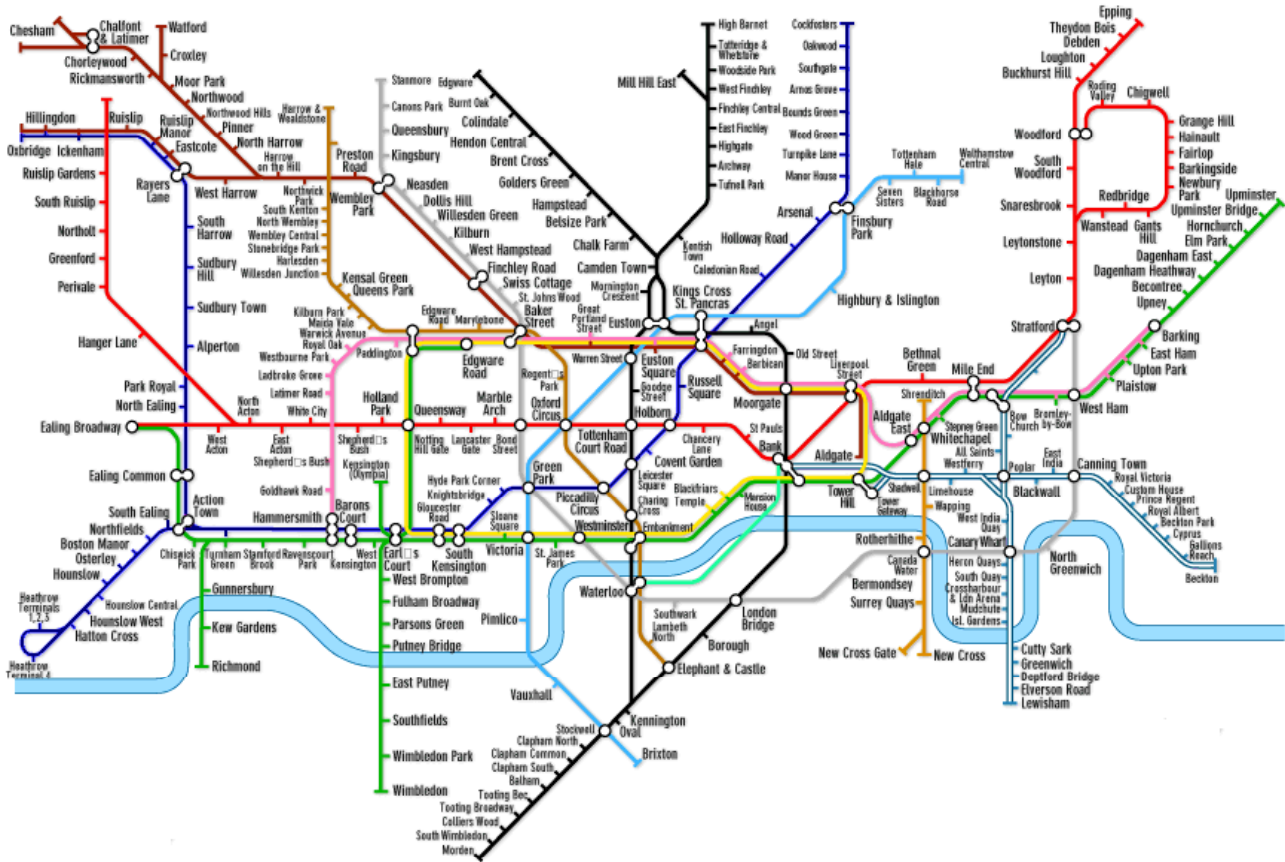 Chesham
Chalfont
& Latimer
Watford
Chorleywood
Rickmansworth
Croxley
Moor Park
Northwood
Northwood Hills
Pinner
North Harrow
Harrow
on the Hill
Hillingdon
Ruislip
Ruislip
Manor
Eastcote
Oxbridge
Ickenham
Ruislip Gardens
Rayers
Lane
West Harrow
Northwick
Park
Preston
Road
Wembley
Park
South Ruislip
Northolt
Greenford
Perivale
Hanger Lane
South
Harrow
Sudbury
Hill
Sudbury Town
Alperton
Park Royal
North Ealing
Harrow &
Wealdstone
South Kenton
North Wembley
Wembley Central
Stonebridge Park
Harlesden
Willesden Junction
Kensal Green
Queens Park
Kilburn Park
Maida Vale
Warwick Avenue
Royal Oak
Westbourne Park
Ladbroke Grove
Latimer Road
White City
Paddington
Edgware
Road
Marylebone
Edgware
Road
Stanmore
Canons Park
Queensbury
Kingsbury
Neasden
Dollis Hill
Willesden Green
Kilburn
West Hampstead
Finchley Road
Swiss Cottage
St. Johns Wood
Baker
Street
Edgware
Burnt Oak
Colindale
Hendon Central
Brent Cross
Golders Green
Hampstead
Belsize Park
Chalk Farm
Camden Town
Mornington
Crescent
Euston
High Barnet
Totteridge &
Whetstone
Woodside Park
Mill Hill East
West Finchley
Finchley Central
East Finchley
Highgate
Archway
Tufnell Park
Kentish
Town
Cockfosters
Oakwood
Southgate
Arnos Grove
Bounds Green
Wood Green
Turnpike Lane
Manor House
Arsenal
Finsbury
Park
Holloway Road
Caledonian Road
Kings Cross
St. Pancras
Highbury & Islington
Seven
Sisters
Tottenham
Hale
Blackhorse
Road
Walthamstow
Central
Epping
Theydon Bois
Debden
Loughton
Buckhurst Hill
Roding
Valley
Chigwell
Grange Hill
Hainault
Fairlop
Barkingside
Newbury
Park
Woodford
South
Woodford
Snaresbrook
Redbridge
Wanstead
Gants
Hill
Leytonstone
Leyton
Stratford
Upminster
Upminster Bridge
Hornchurch
Elm Park
Dagenham East
Dagenham Heathway
Becontree
Upney
Barking
East Ham
Upton Park
Plaistow
West Ham
Great
Portland
Street
Warren Street
Euston
Square
Goodge
Street
Regent□s
Park
Angel
Old Street
Farringdon
Barbican
Moorgate
Liverpool
Street
Bethnal
Green
Mile End
Shrenditch
Russell
Square
Holborn
Chancery
Lane
St Pauls
Bank
Aldgate
Aldgate
East
Stepney Green
Whitechapel
Bow
Church
Bromley-
by-Bow
All Saints
Ealing Broadway
West
Acton
North
Acton
East
Acton
Shepherd□s
Bush
Shepherd□s Bush
Goldhawk Road
Hammersmith
Holland
Park
Notting
Hill Gate
Queensway
Lancaster
Gate
Marble
Arch
Bond
Street
Oxford
Circus
Tottenham
Court Road
Covent Garden
Leicester
Square
Kensington
(Olympia)
Ealing Common
Action
Town
South Ealing
Northfields
Boston Manor
Osterley
Hounslow
Heathrow
Terminals
1,2,3
Hounslow Central
Hounslow West
Hatton Cross
Heathrow
Terminal 4
Chiswick
Park
Turnham
Green
Stamford
Brook
Ravenscourt
Park
Barons
Court
West
Kensington
Earl□s
Court
Gloucester
Road
South
Kensington
Knightsbridge
Hyde Park Corner
Green
Park
Piccadilly
Circus
Charing
Cross
Sloane
Square
Victoria
St. James
Park
Westminster
Embaniment
Temple
Blackfriars
Mension
House
Tower
Hill
Tower
Gateway
Shadwell
Limehouse
Westferry
Poplar
Blackwall
East
India
Canning Town
Royal Victoria
Custom House
Prince Regent
Royal Albert
Beckton Park
Cyprus
Gallions
Reach
Beckton
Wapping
Rotherhithe
Canada
Water
Bermondsey
Surrey Quays
New Cross Gate
New Cross
West India
Quay
Canary Wharf
Heron Quays
South Quay
Crossharbour
& Ldn Arena
Mudchute
Isl. Gardens
Cutty Sark
Greenwich
Deptford Bridge
Elverson Road
Lewisham
North
Greenwich
Gunnersbury
Kew Gardens
Richmond
West Brompton
Fulham Broadway
Parsons Green
Putney Bridge
East Putney
Southfields
Wimbledon Park
Wimbledon
Pimlico
Vauxhall
Waterloo
Southwark
Lambeth
North
London
Bridge
Borough
Elephant & Castle
Kennington
Oval
Stockwell
Brixton
Clapham North
Clapham Common
Clapham South
Balham
Tooting Bec
Tooting Broadway
Colliers Wood
South Wimbledon
Morden